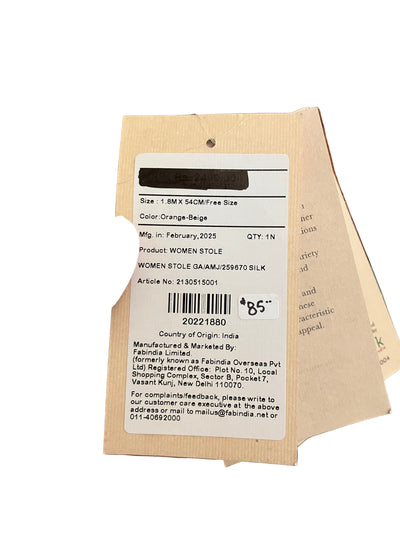 Size : 1.8M X 54CM/Free Size
Color:Orange-Beige
Mfg. in: February,2025 QTY: 1N
Product: WOMEN STOLE
WOMEN STOLE GA/AMJ/259670 SILK
Article No: 2130515001
$85
20221880
Country of Origin: India
Manufactured & Marketed By:
Fabindia Limited.
(formerly known as Fabindia Overseas Pvt
Ltd) Registered Office: Plot No. 10, Local
Shopping Complex, Sector B, Pocket 7,
Vasant Kunj, New Delhi 110070.
For complaints/feedback, please write to
our customer care executive at the above
address or mail to mailus@fabindia.net or
011-40692000
and
appeal.